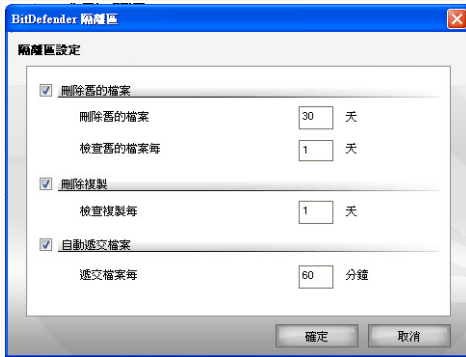 BitDefender 隔離區
隔離區設定
刪除舊的檔案
刪除舊的檔案 30 天
檢查舊的檔案每 1 天
刪除複製
檢查複製每 1 天
自動遞交檔案
遞交檔案每 60 分鐘
確定 取消